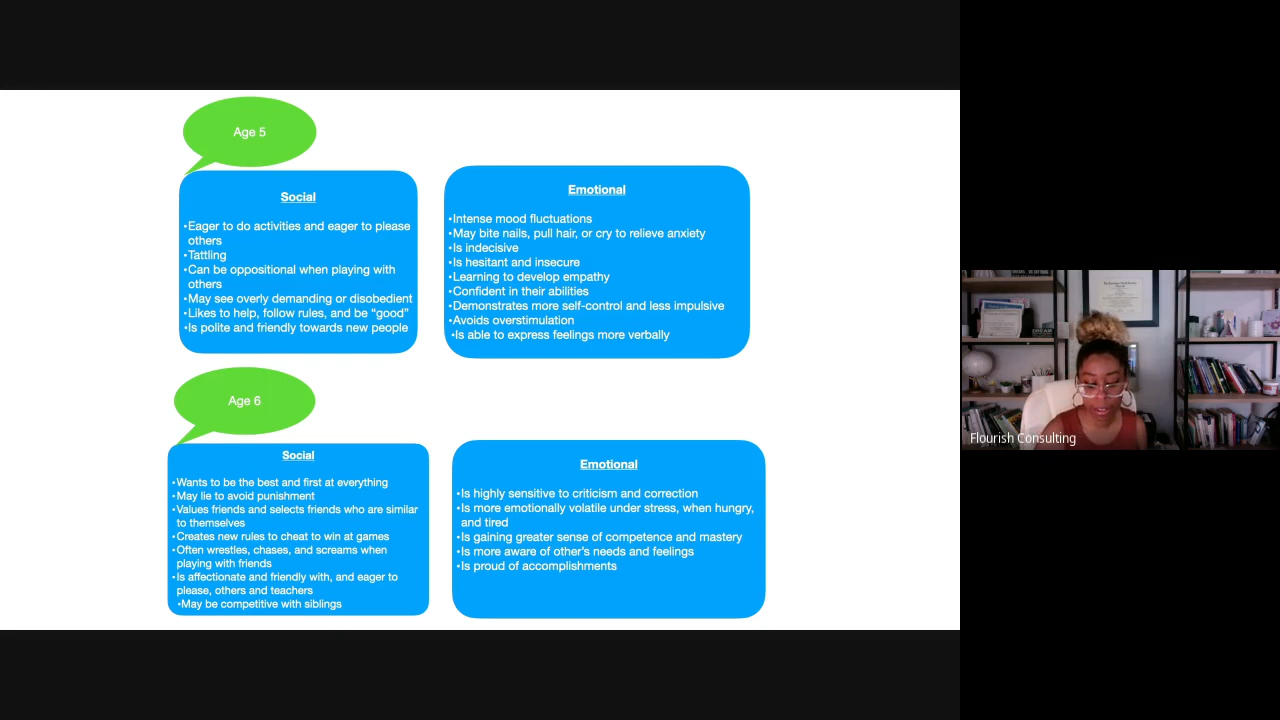 Age 5
Social
•Eager to do activities and eager to please
others
•Tattling
•Can be oppositional when playing with
others
•May see overly demanding or disobedient
•Likes to help, follow rules, and be “good”
•Is polite and friendly towards new people
Emotional
•Intense mood fluctuations
•May bite nails, pull hair, or cry to relieve anxiety
•Is indecisive
•Is hesitant and insecure
•Learning to develop empathy
•Confident in their abilities
•Demonstrates more self-control and less impulsive
•Avoids overstimulation
•Is able to express feelings more verbally
Age 6
Social
•Wants to be the best and first at everything
•May lie to avoid punishment
•Values friends and selects friends who are similar
to themselves
•Creates new rules to cheat to win at games
•Often wrestles, chases, and screams when
playing with friends
•Is affectionate and friendly with, and eager to
please, others and teachers
•May be competitive with siblings
Emotional
•Is highly sensitive to criticism and correction
•Is more emotionally volatile under stress, when hungry,
and tired
•Is gaining greater sense of competence and mastery
•Is more aware of other’s needs and feelings
•Is proud of accomplishments
DREAM
Flourish Consulting